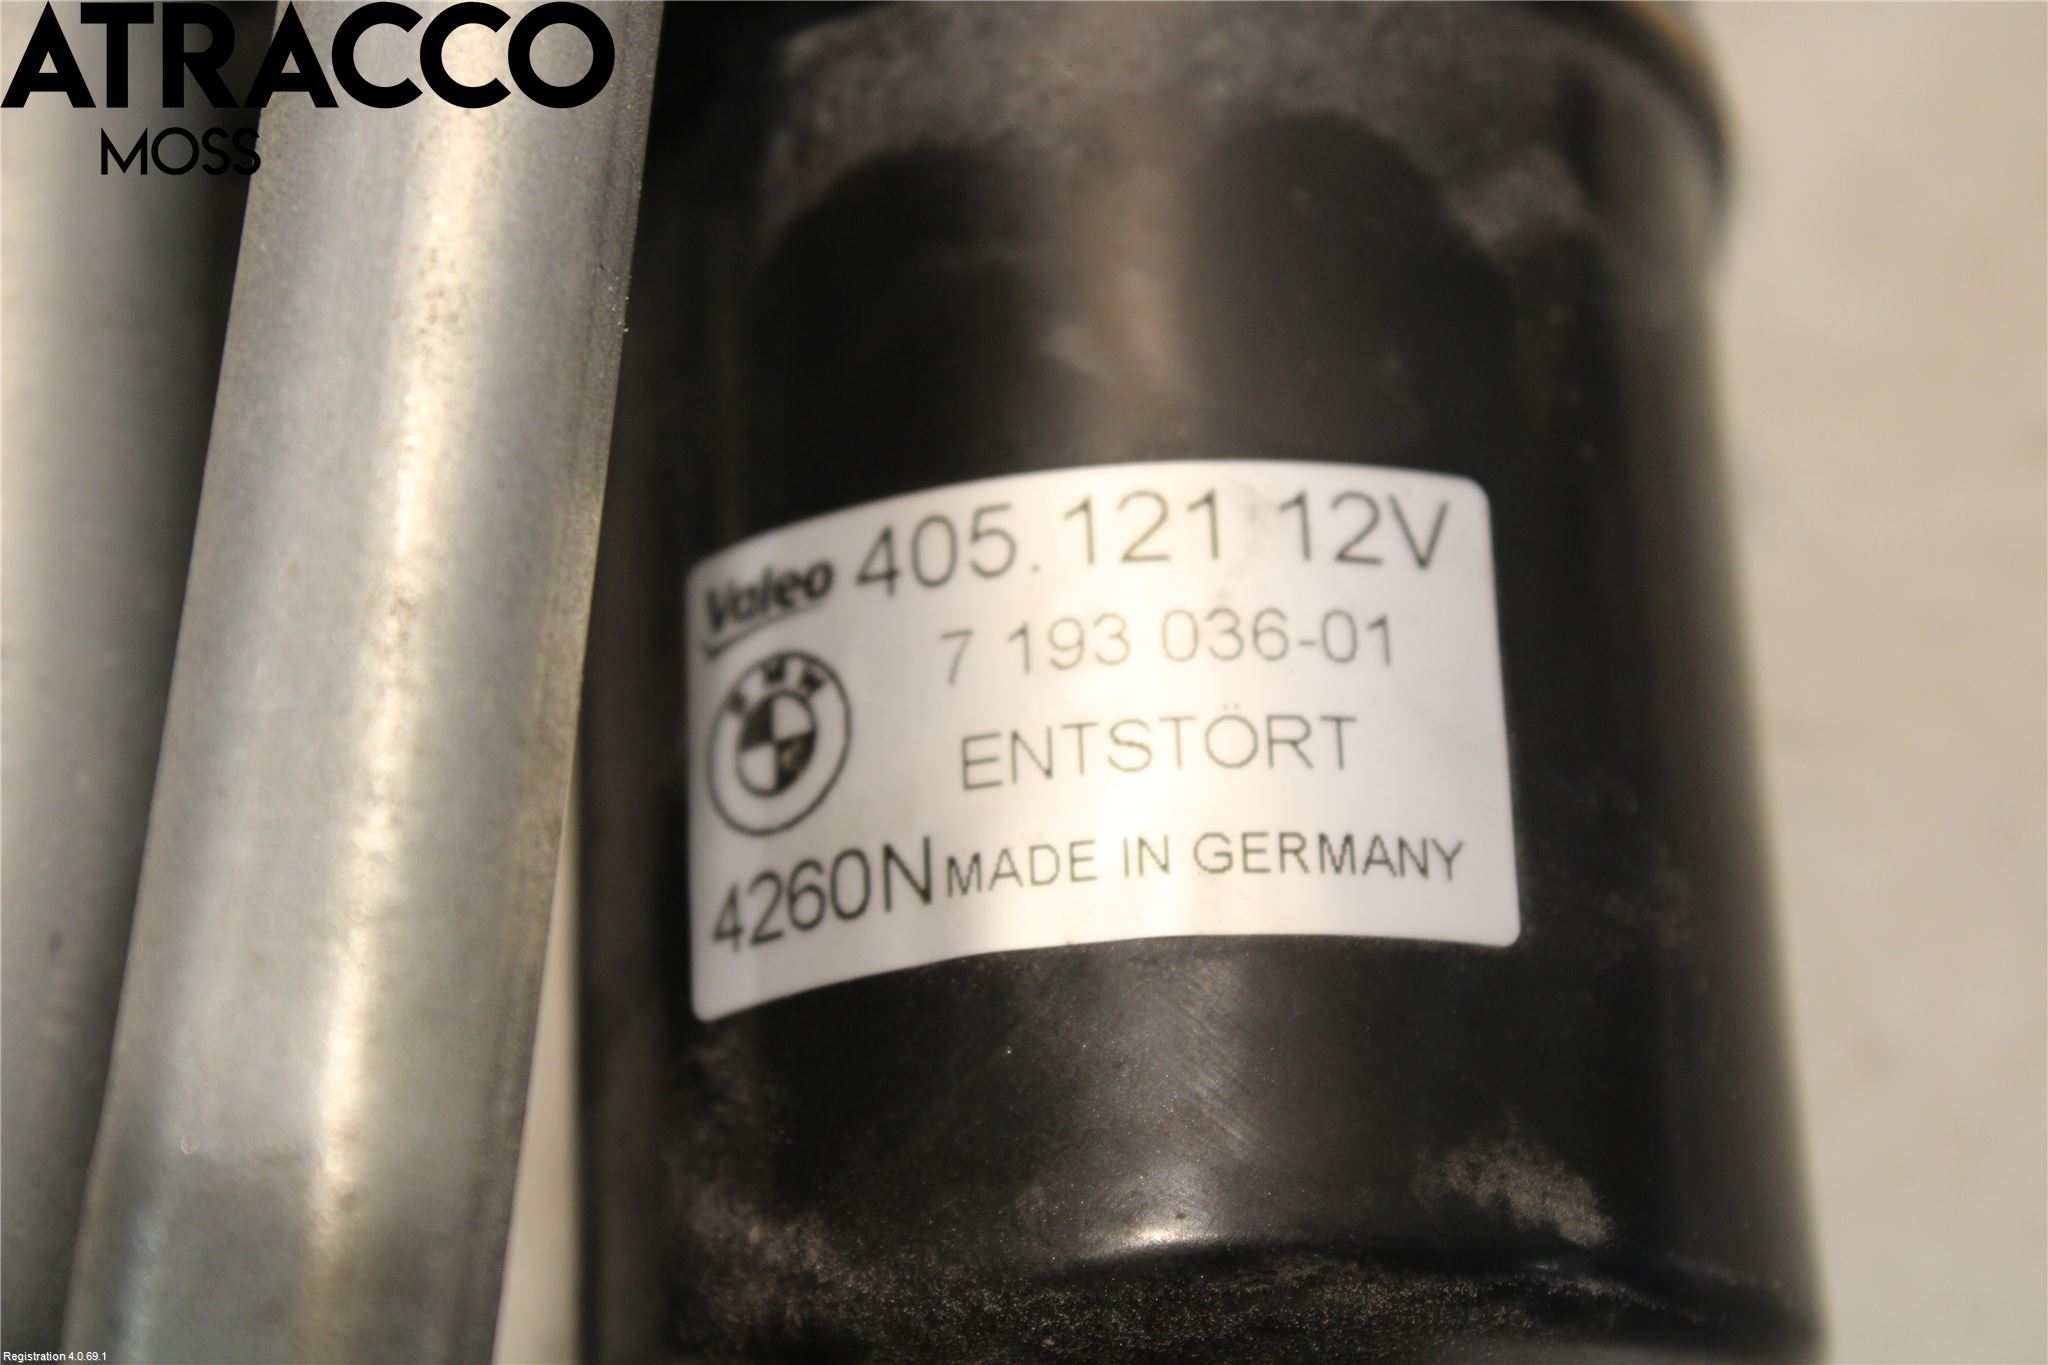 ATRACCO
MOSS
Valeo 405.121 12V
7 193 036-01
BMW
ENTSTÖRT
4260N MADE IN GERMANY
Registration 4.0.69.1